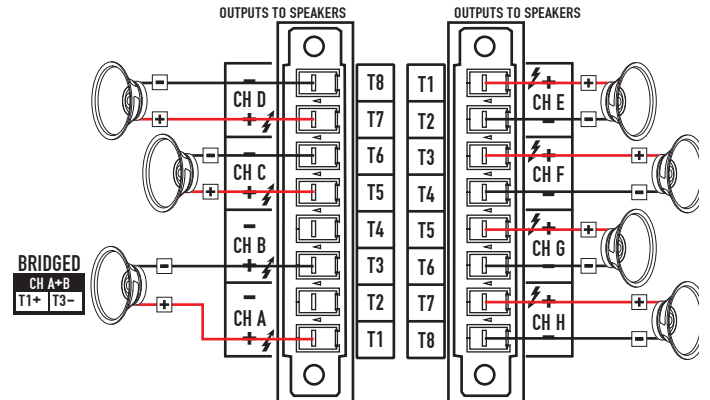 OUTPUTS TO SPEAKERS
OUTPUTS TO SPEAKERS
-
-
CH D
+
+
T8
T7
-
-
CH C
+
+
T6
T5
-
CH B
-
+
T4
T3
BRIDGED
CH A+B
T1+ T3-
+
-
CH A
+
T2
T1
T1
T2
+
CH E
-
+
-
T3
T4
+
CH F
-
+
-
T5
T6
+
CH G
-
+
-
T7
T8
+
CH H
-
+
-